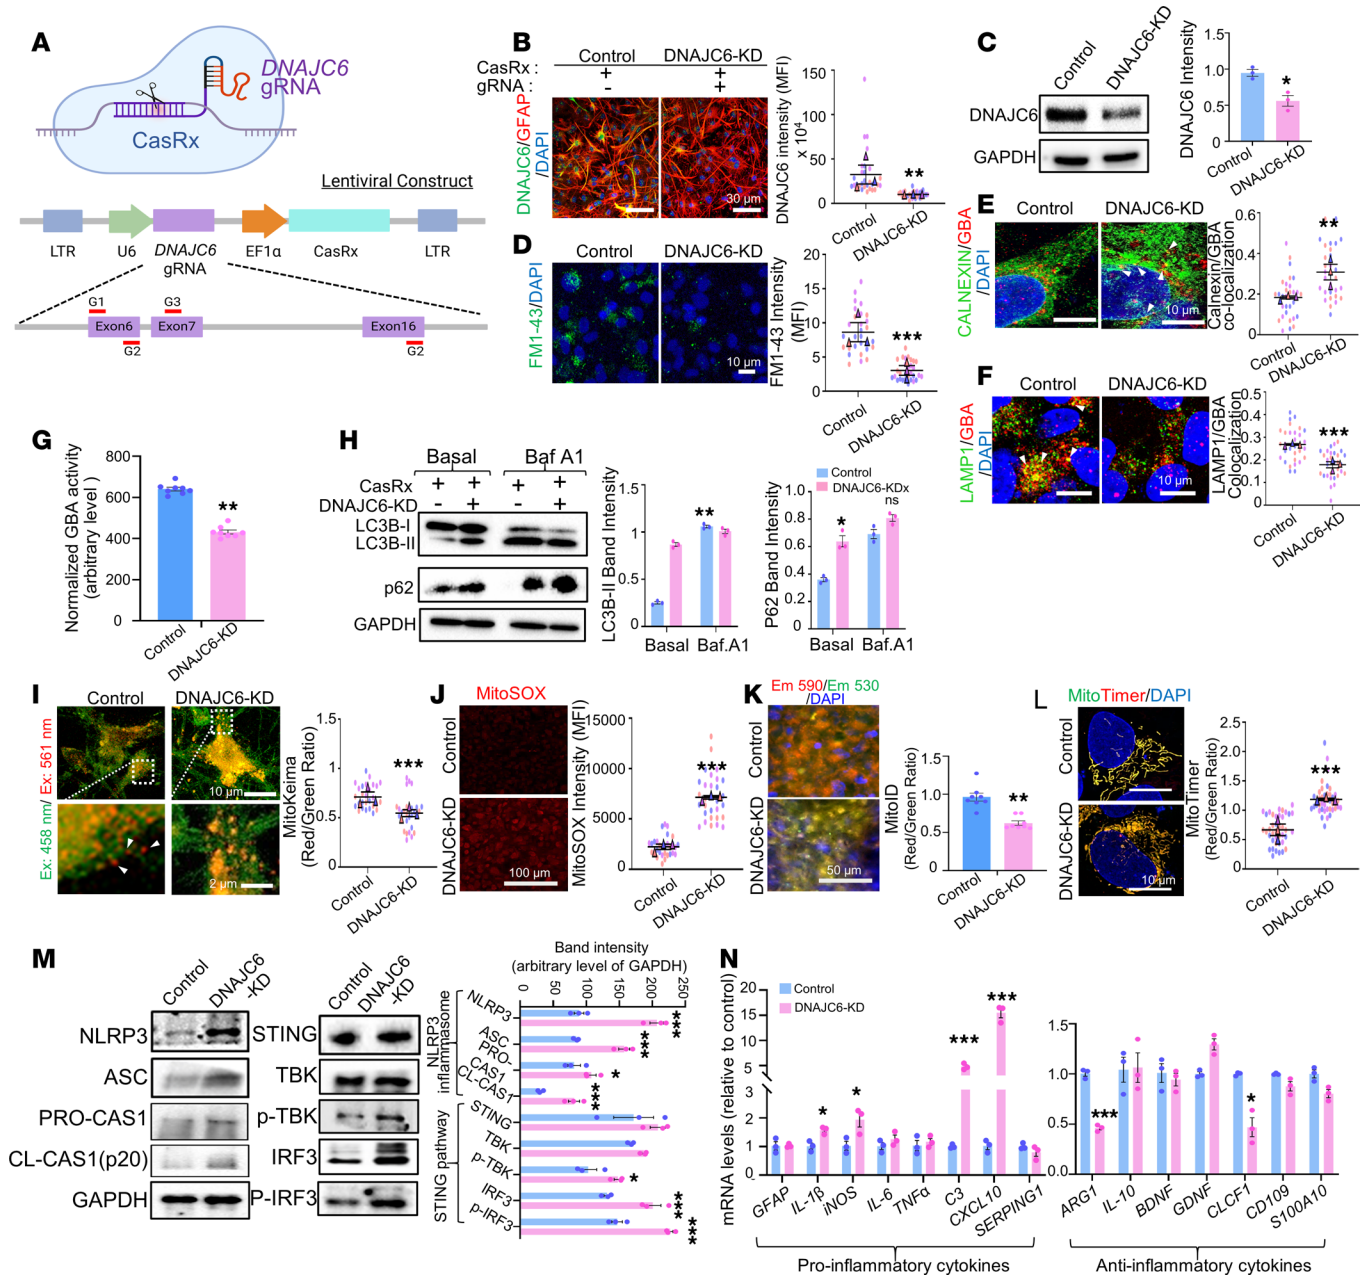 A
DNAJC6
gRNA
CasRx
Lentiviral Construct
LTR
U6
DNAJC6
gRNA
EF1α
CasRx
LTR
G1
G3
Exon6
Exon7
Exon16
G2
G2
B
Control
DNAJC6-KD
CasRx :
+
+
gRNA :
-
+
DNAJC6/GFAP
/DAPI
30 µm
DNAJC6 intensity (MFI)
x 10⁴
150
100
50
0
**
Control
DNAJC6-KD
C
Control
DNAJC6-KD
DNAJC6
GAPDH
DNAJC6 Intensity
1.5
1.0
0.5
0
*
Control
DNAJC6-KD
D
Control
DNAJC6-KD
FM1-43/DAPI
10 µm
FM1-43 Intensity
(MFI)
20
15
10
5
0
***
Control
DNAJC6-KD
E
Control
DNAJC6-KD
CALNEXIN/GBA
/DAPI
10 µm
Calnexin/GBA
co-localization
0.6
0.4
0.2
0
**
Control
DNAJC6-KD
F
Control
DNAJC6-KD
LAMP1/GBA
/DAPI
10 µm
LAMP1/GBA
Colocalization
0.5
0.4
0.3
0.2
0.1
0
***
Control
DNAJC6-KD
G
Normalized GBA activity
(arbitrary level )
800
600
400
200
0
**
Control
DNAJC6-KD
H
Basal
Baf A1
CasRx
+
+
+
+
DNAJC6-KD
-
+
-
+
LC3B-I
LC3B-II
p62
GAPDH
LC3B-II Band Intensity
1.5
1
0.5
0
**
Basal
Baf.A1
Control
DNAJC6-KDx
P62 Band Intensity
1.0
0.8
0.6
0.4
0.2
0
*
ns
Basal
Baf.A1
I
Control
DNAJC6-KD
Ex: 458 nm/ Ex: 561 nm
10 µm
2 µm
MitoKeima
(Red/Green Ratio)
1.5
1
0.5
0
***
Control
DNAJC6-KD
J
MitoSOX
Control
DNAJC6-KD
100 µm
MitoSOX Intensity (MFI)
15000
10000
5000
0
***
Control
DNAJC6-KD
K
Em 590/Em 530
/DAPI
Control
DNAJC6-KD
50 µm
MitoID
(Red/Green Ratio)
1.5
1.0
0.5
0
**
Control
DNAJC6-KD
L
MitoTimer/DAPI
Control
DNAJC6-KD
10 µm
MitoTimer
(Red/Green Ratio)
2.5
2.0
1.5
1.0
0.5
0
***
Control
DNAJC6-KD
M
Control
DNAJC6
-KD
NLRP3
ASC
PRO-CAS1
CL-CAS1(p20)
GAPDH
Control
DNAJC6
-KD
STING
TBK
p-TBK
IRF3
P-IRF3
Band intensity
(arbitrary level of GAPDH)
0
50
100
150
200
250
NLRP3
inflammasome
NLRP3
***
ASC
***
PRO-
CAS1
*
CL-CAS1
***
STING pathway
STING
TBK
p-TBK
*
IRF3
***
p-IRF3
***
N
Control
DNAJC6-KD
mRNA levels (relative to control)
20
15
10
5
3
2
1
0
*
*
***
***
GFAP
IL-1β
iNOS
IL-6
TNFα
C3
CXCL10
SERPING1
Pro-inflammatory cytokines
1.5
1.0
0.5
0.0
***
*
ARG1
IL-10
BDNF
GDNF
CLCF1
CD109
S100A10
Anti-inflammatory cytokines